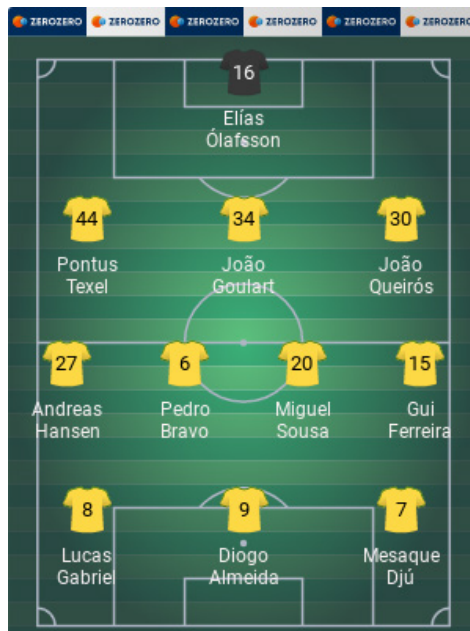 ZEROZERO ZEROZERO ZEROZERO ZEROZERO ZEROZERO ZEROZERO
16
Elías
Ólafsson
44 34 30
Pontus João João
Texel Goulart Queirós
27 6 20 15
Andreas Pedro Miguel Gui
Hansen Bravo Sousa Ferreira
8 9 7
Lucas Diogo Mesaque
Gabriel Almeida Djú